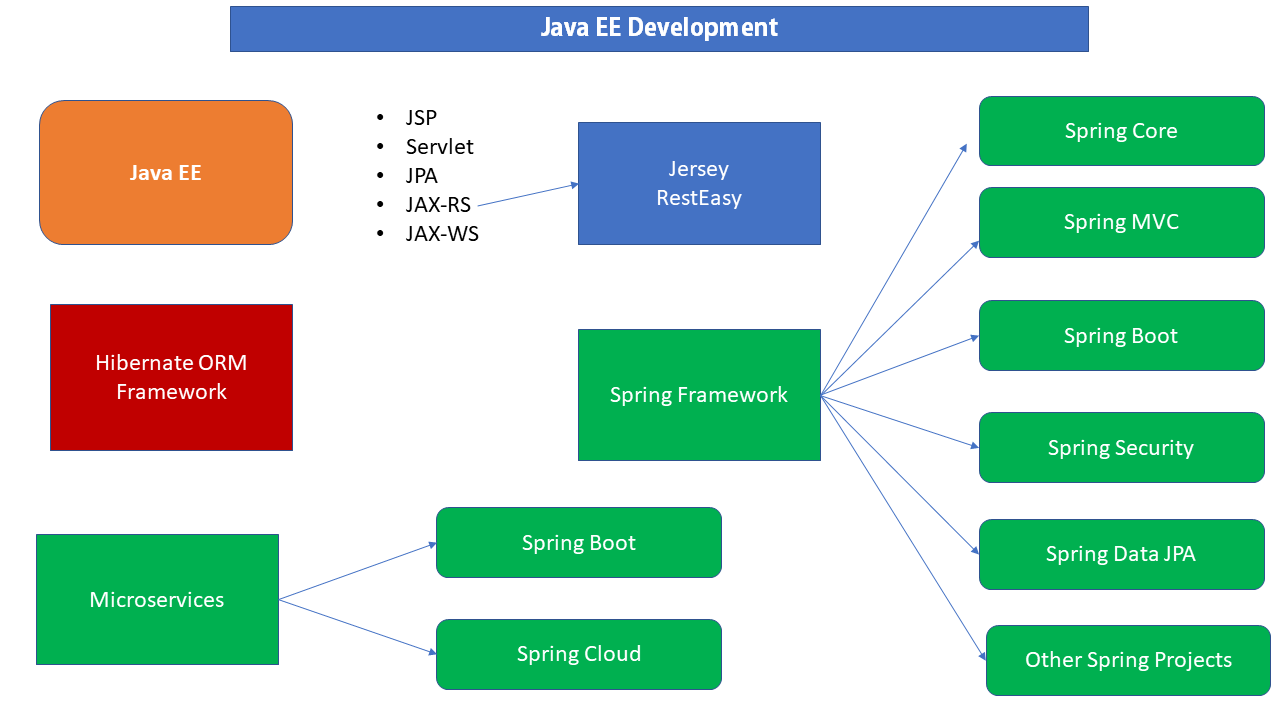 Java EE Development
Java EE
• JSP
• Servlet
• JPA
• JAX-RS
• JAX-WS
Jersey
RestEasy
Hibernate ORM
Framework
Spring Framework
Spring Core
Spring MVC
Spring Boot
Spring Security
Spring Data JPA
Other Spring Projects
Microservices
Spring Boot
Spring Cloud